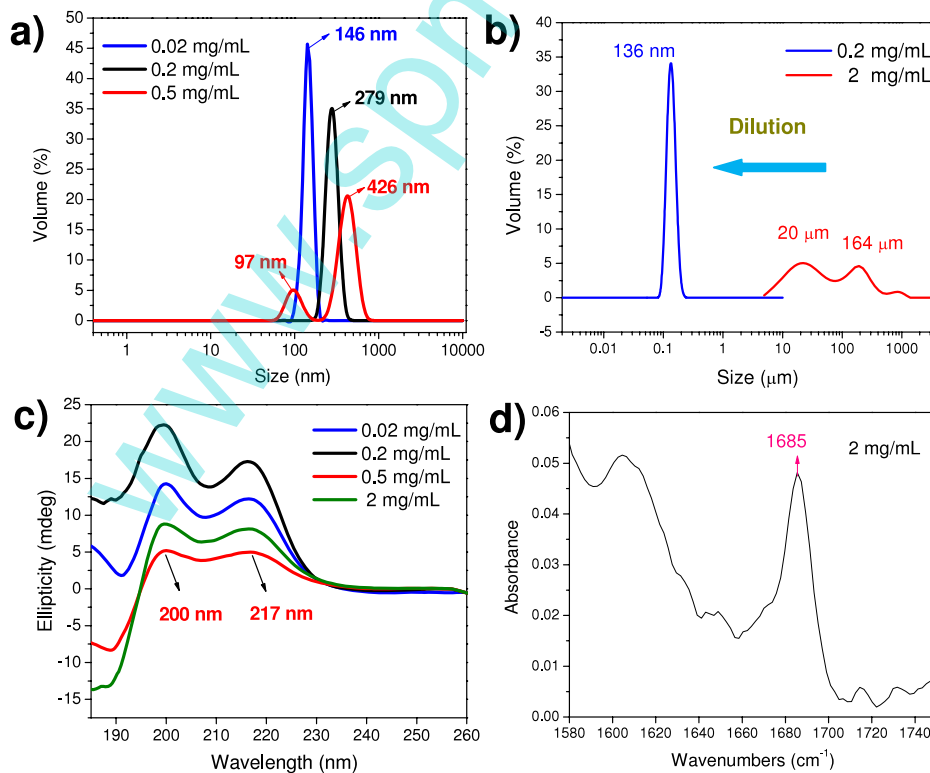 a)
0.02 mg/mL
0.2 mg/mL
0.5 mg/mL
146 nm
279 nm
426 nm
97 nm
50
45
40
35
30
25
20
15
10
5
0
Volume (%)
1
10
100
1000
10000
Size (nm)
b)
0.2 mg/mL
2 mg/mL
136 nm
Dilution
20 μm
164 μm
40
35
30
25
20
15
10
5
0
-5
Volume (%)
0.01
0.1
1
10
100
1000
Size (μm)
c)
0.02 mg/mL
0.2 mg/mL
0.5 mg/mL
2 mg/mL
200 nm
217 nm
25
20
15
10
5
0
-5
-10
-15
Ellipticity (mdeg)
190
200
210
220
230
240
250
260
Wavelength (nm)
d)
1685
2 mg/mL
0.06
0.05
0.04
0.03
0.02
0.01
0.00
Absorbance
1580
1600
1620
1640
1660
1680
1700
1720
1740
Wavenumbers (cm⁻¹)
www.spn